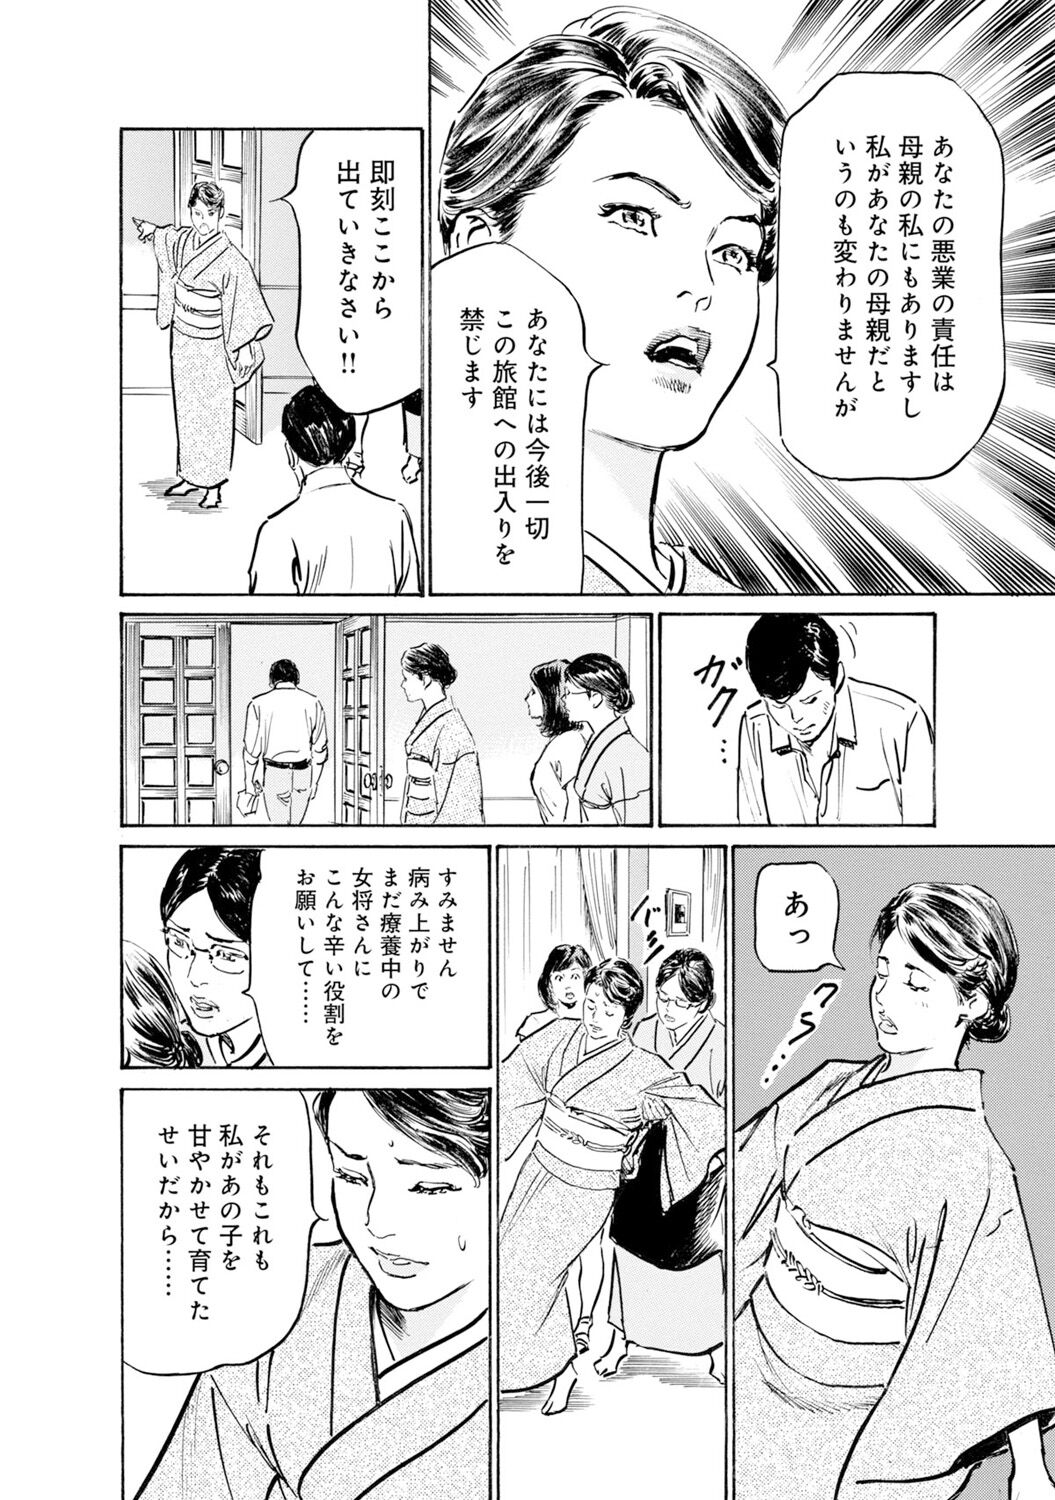 あなたの悪業の責任は
母親の私にもありますし
私があなたの母親だと
いうのも変わりませんが
あなたには今後一切
この旅館への出入りを
禁じます
即刻ここから
出ていきなさい!!
ガク…
あっ
クラ…
バシッ
すみません
病み上がりで
まだ療養中の
女将さんに
こんな辛い役割を
お願いして……
それもこれも
私があの子を
甘やかせて育てた
せいだから……